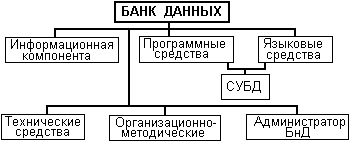 БАНК ДАННЫХ
Информационная
компонента
Программные
средства
Языковые
средства
СУБД
Технические
средства
Организационно-
методические
Администратор
БнД